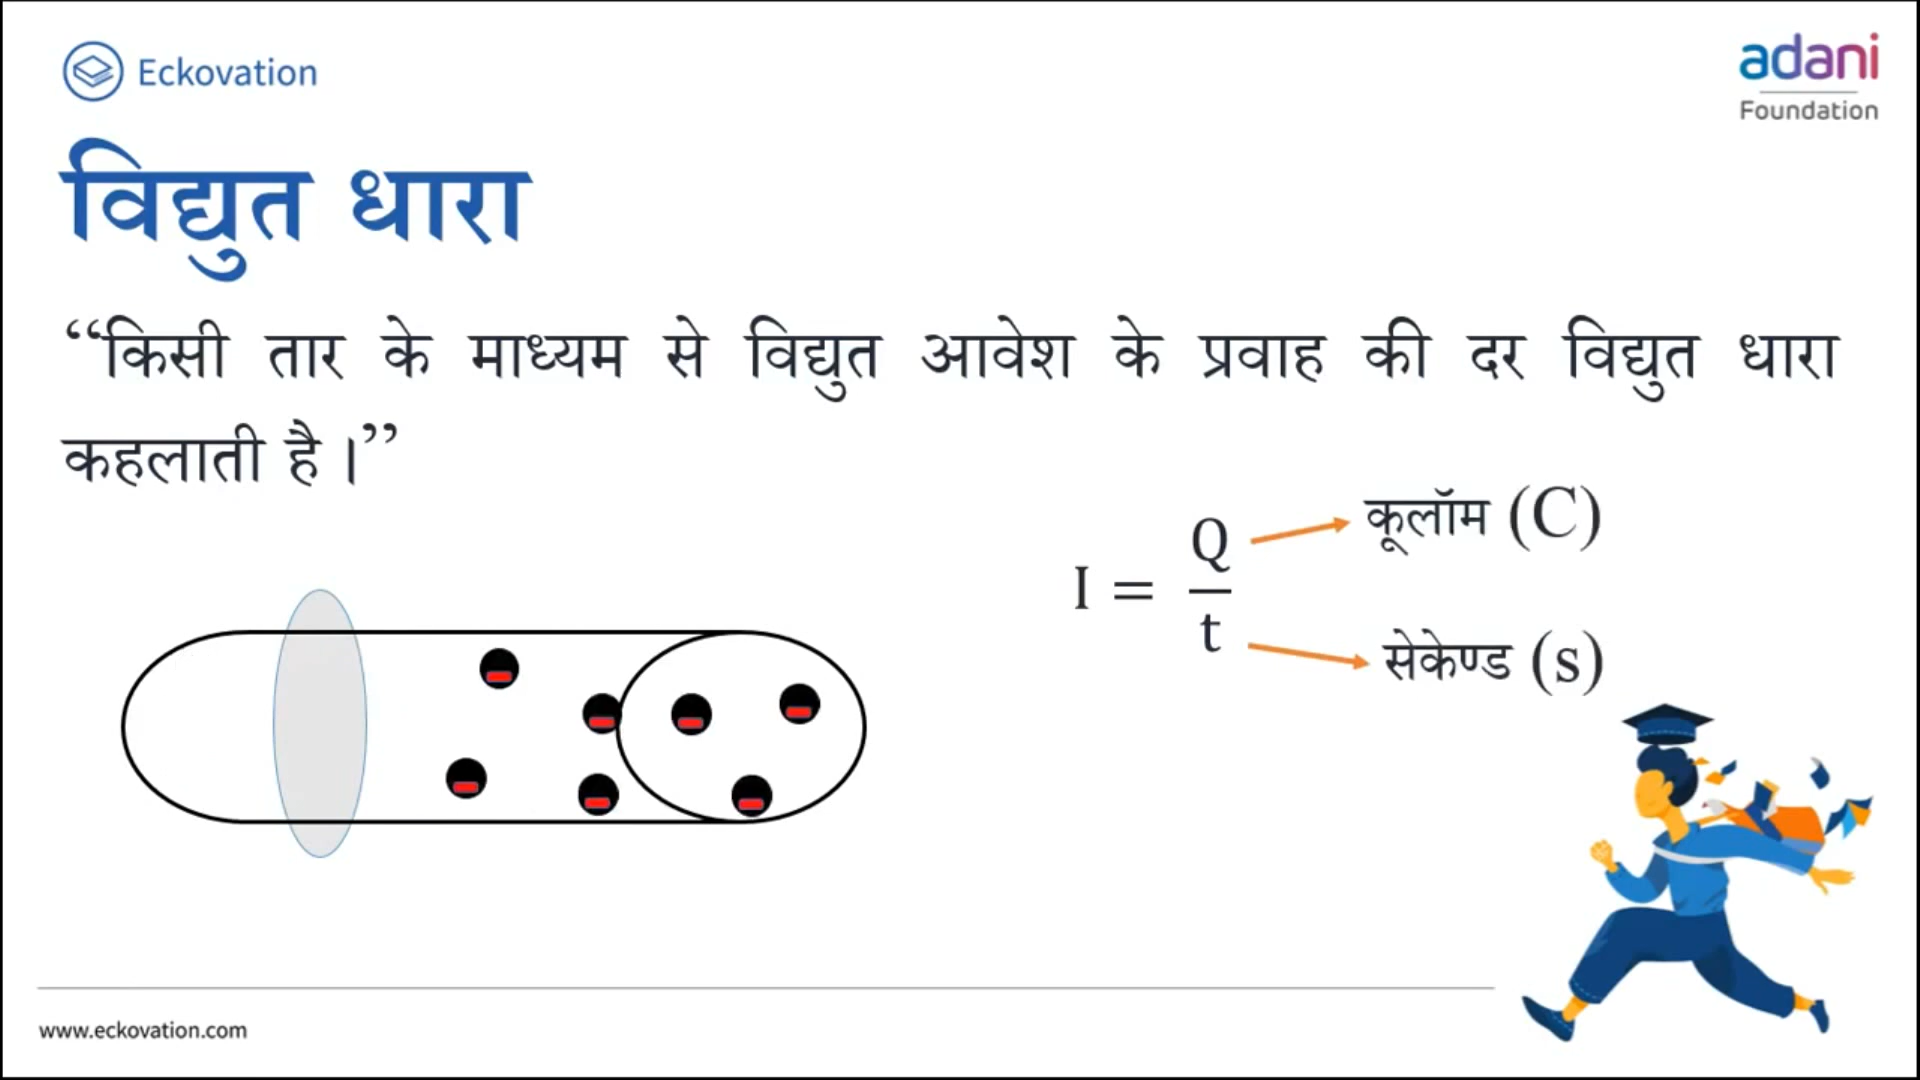 Eckovation
adani
Foundation
विद्युत धारा
“किसी तार के माध्यम से विद्युत आवेश के प्रवाह की दर विद्युत धारा
कहलाती है।”
I = Q/t
कूलॉम (C)
सेकेण्ड (s)
www.eckovation.com